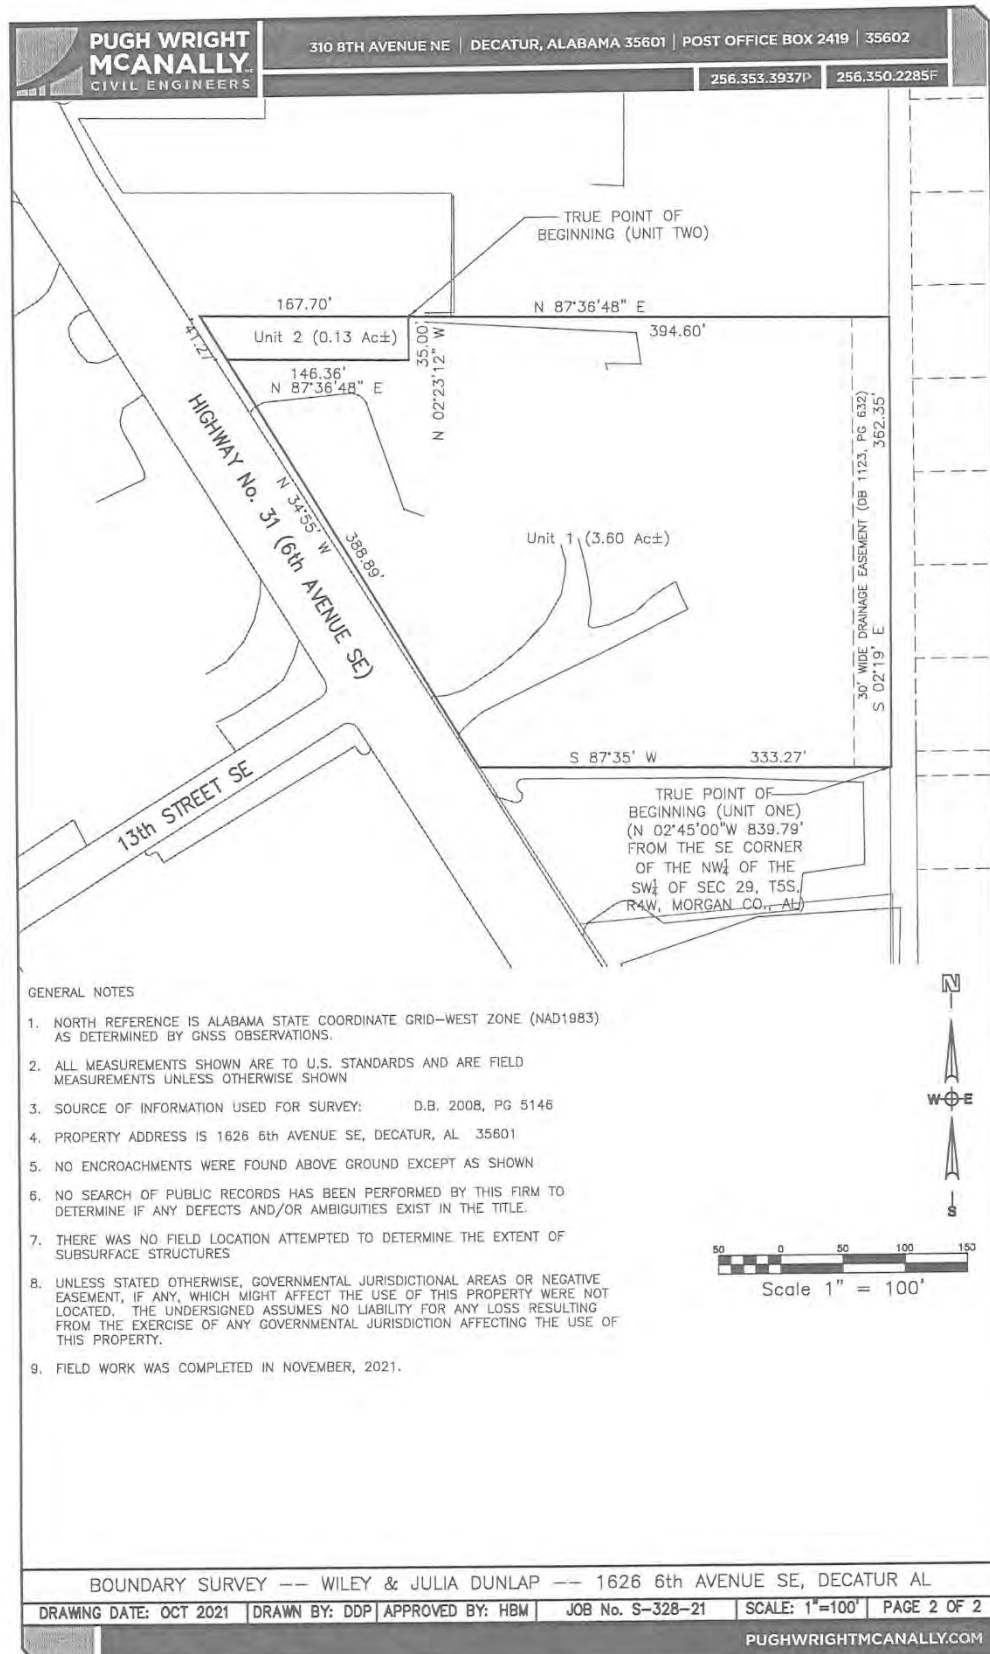 PUGH WRIGHT
MCANALLY
CIVIL ENGINEERS
310 8TH AVENUE NE | DECATUR, ALABAMA 35601 | POST OFFICE BOX 2419 | 35602
256.353.3937P
256.350.2285F
TRUE POINT OF
BEGINNING (UNIT TWO)
167.70'
N 87°36'48" E
394.60'
Unit 2 (0.13 Ac±)
41.27'
35.00'
N 02°23'12" W
146.36'
N 87°36'48" E
HIGHWAY No. 31 (6th AVENUE SE)
N 34°55' W
388.89'
Unit 1 (3.60 Ac±)
30' WIDE DRAINAGE EASEMENT (DB 1123, PG 632)
S 02°19' E
362.35'
S 87°35' W
333.27'
13th STREET SE
TRUE POINT OF
BEGINNING (UNIT ONE)
(N 02°45'00"W 839.79'
FROM THE SE CORNER
OF THE NW¼ OF THE
SW¼ OF SEC 29, T5S,
R4W, MORGAN CO., AL)
GENERAL NOTES
1. NORTH REFERENCE IS ALABAMA STATE COORDINATE GRID-WEST ZONE (NAD1983)
AS DETERMINED BY GNSS OBSERVATIONS.
2. ALL MEASUREMENTS SHOWN ARE TO U.S. STANDARDS AND ARE FIELD
MEASUREMENTS UNLESS OTHERWISE SHOWN
3. SOURCE OF INFORMATION USED FOR SURVEY: D.B. 2008, PG 5146
4. PROPERTY ADDRESS IS 1626 6th AVENUE SE, DECATUR, AL 35601
5. NO ENCROACHMENTS WERE FOUND ABOVE GROUND EXCEPT AS SHOWN
6. NO SEARCH OF PUBLIC RECORDS HAS BEEN PERFORMED BY THIS FIRM TO
DETERMINE IF ANY DEFECTS AND/OR AMBIGUITIES EXIST IN THE TITLE.
7. THERE WAS NO FIELD LOCATION ATTEMPTED TO DETERMINE THE EXTENT OF
SUBSURFACE STRUCTURES
8. UNLESS STATED OTHERWISE, GOVERNMENTAL JURISDICTIONAL AREAS OR NEGATIVE
EASEMENT, IF ANY, WHICH MIGHT AFFECT THE USE OF THIS PROPERTY WERE NOT
LOCATED. THE UNDERSIGNED ASSUMES NO LIABILITY FOR ANY LOSS RESULTING
FROM THE EXERCISE OF ANY GOVERNMENTAL JURISDICTION AFFECTING THE USE OF
THIS PROPERTY.
9. FIELD WORK WAS COMPLETED IN NOVEMBER, 2021.
N
W E
S
50 0 50 100 150
Scale 1" = 100'
BOUNDARY SURVEY -- WILEY & JULIA DUNLAP -- 1626 6th AVENUE SE, DECATUR AL
DRAWING DATE: OCT 2021 | DRAWN BY: DDP | APPROVED BY: HBM | JOB No. S-328-21 | SCALE: 1"=100' | PAGE 2 OF 2
PUGHWRIGHTMCANALLY.COM